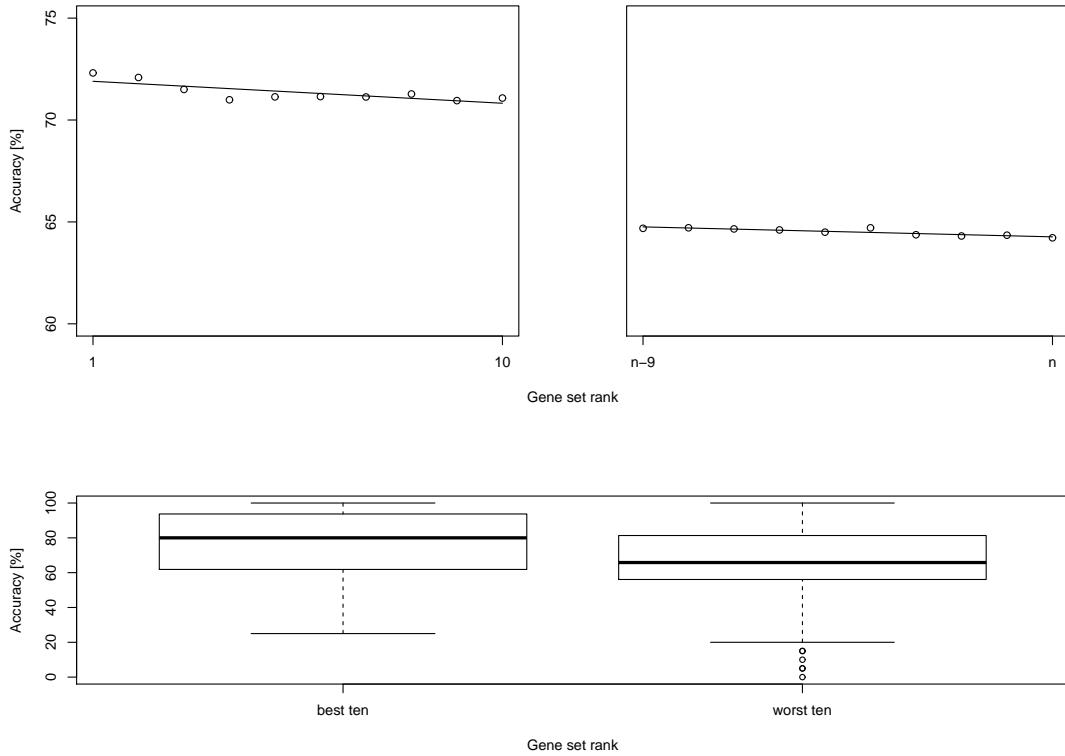 Accuracy [%]
75
70
65
60
1
10
n−9
n
Gene set rank
Accuracy [%]
100
80
60
40
20
0
best ten
worst ten
Gene set rank